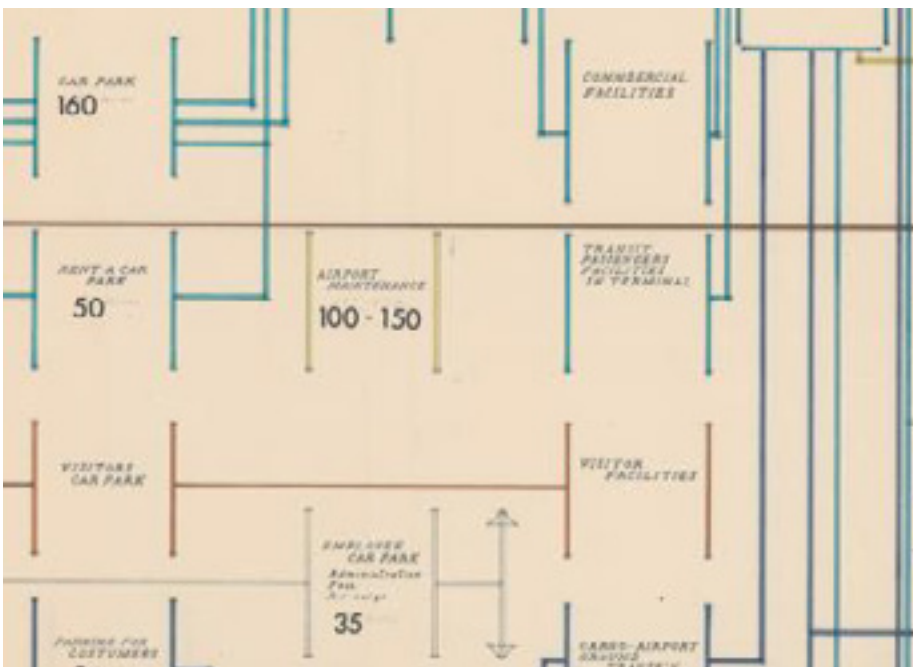 CAR PARK
160
COMMERCIAL
FACILITIES
RENT A CAR
PARK
50
AIRPORT
MAINTENANCE
100 - 150
TRANSIT
PASSENGERS
FACILITIES
IN TERMINAL
VISITORS
CAR PARK
VISITOR
FACILITIES
EMPLOYEE
CAR PARK
Administration
35
PARKING FOR
COSTUMERS
CARGO-AIRPORT
GROUND